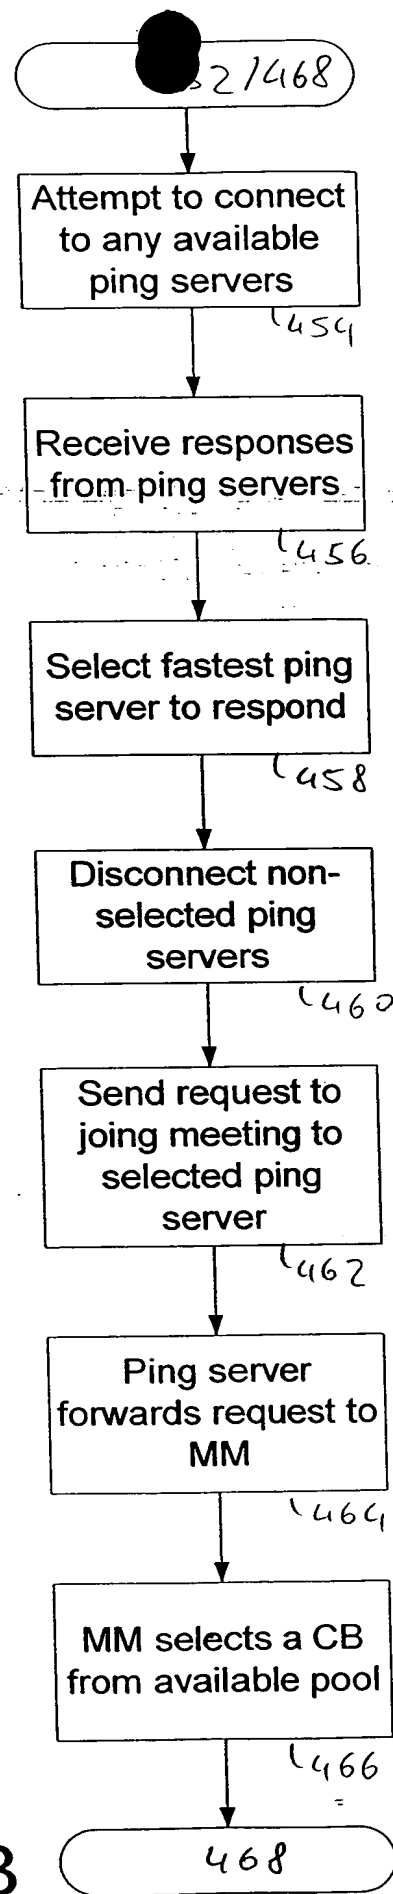 52/468
Attempt to connect
to any available
ping servers
454
Receive responses
from ping servers
456
Select fastest ping
server to respond
458
Disconnect non-
selected ping
servers
460
Send request to
joing meeting to
selected ping
server
462
Ping server
forwards request to
MM
464
MM selects a CB
from available pool
466
468